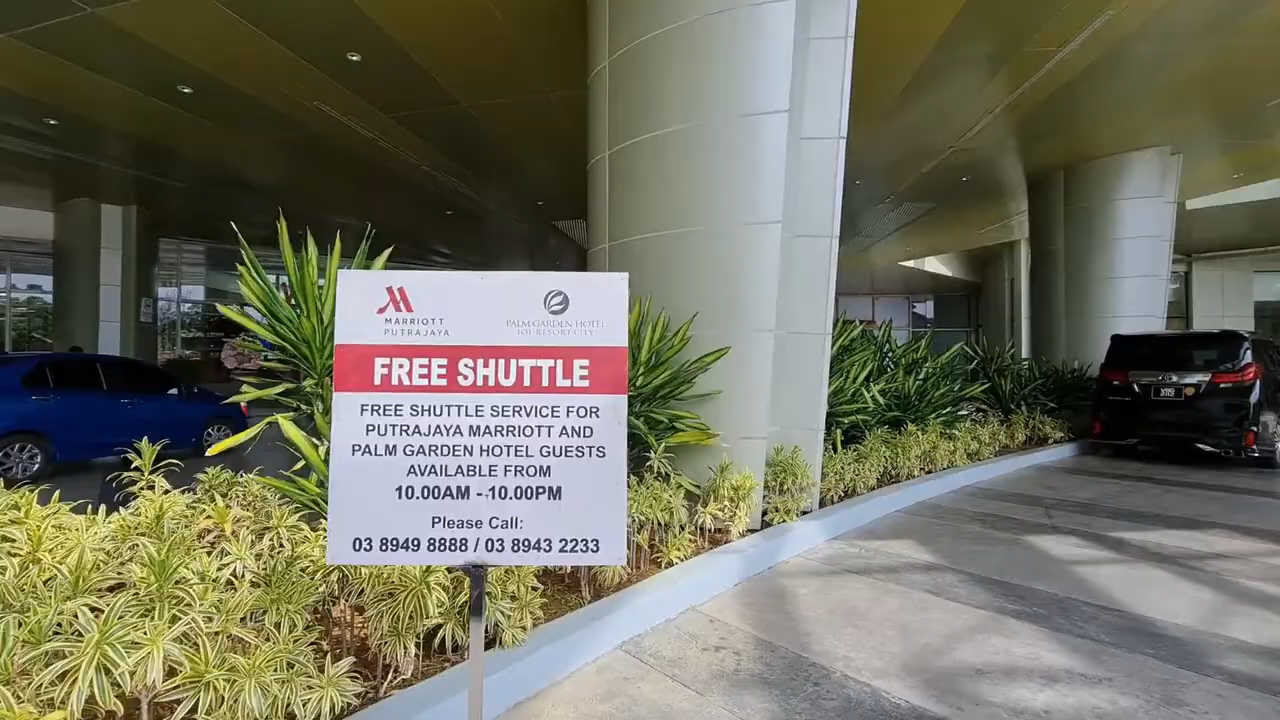 MARRIOTT
PUTRAJAYA
PALM GARDEN HOTEL
IOI RESORT CITY
FREE SHUTTLE
FREE SHUTTLE SERVICE FOR
PUTRAJAYA MARRIOTT AND
PALM GARDEN HOTEL GUESTS
AVAILABLE FROM
10.00AM - 10.00PM
Please Call:
03 8949 8888 / 03 8943 2233